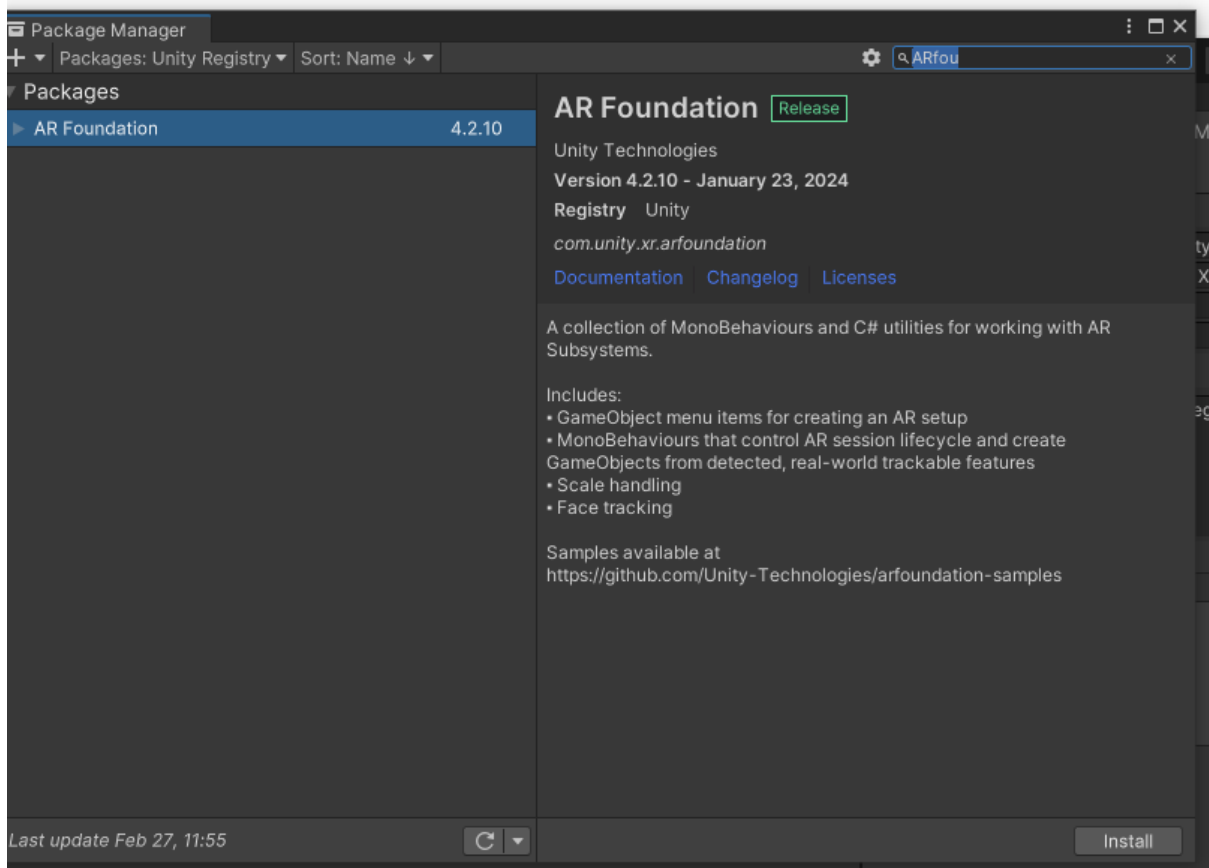 Package Manager
Packages: Unity Registry Sort: Name ↓
ARfou
Packages
AR Foundation 4.2.10
AR Foundation Release
Unity Technologies
Version 4.2.10 - January 23, 2024
Registry Unity
com.unity.xr.arfoundation
Documentation Changelog Licenses
A collection of MonoBehaviours and C# utilities for working with AR
Subsystems.
Includes:
• GameObject menu items for creating an AR setup
• MonoBehaviours that control AR session lifecycle and create
GameObjects from detected, real-world trackable features
• Scale handling
• Face tracking
Samples available at
https://github.com/Unity-Technologies/arfoundation-samples
Last update Feb 27, 11:55
Install